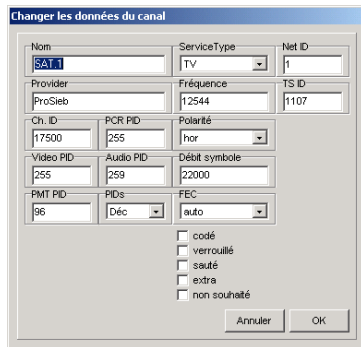 Changer les données du canal
Nom ServiceType Net ID
SAT.1 TV 1
Provider Fréquence TS ID
ProSieb 12544 1107
Ch. ID PCR PID Polarité
17500 255 hor
Video PID Audio PID Débit symbole
255 259 22000
PMT PID PIDs FEC
96 Déc auto
codé
verrouillé
sauté
extra
non souhaité
Annuler OK